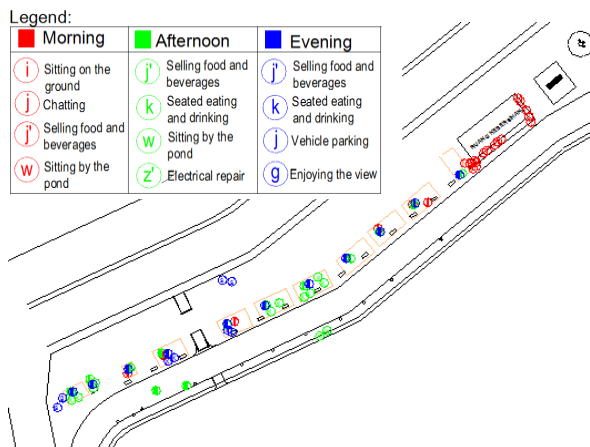 Legend:
Morning
Afternoon
Evening
i Sitting on the
ground
j Chatting
j' Selling food and
beverages
w Sitting by the
pond
j' Selling food and
beverages
k Seated eating
and drinking
w Sitting by the
pond
z' Electrical repair
j' Selling food and
beverages
k Seated eating
and drinking
j Vehicle parking
g Enjoying the view